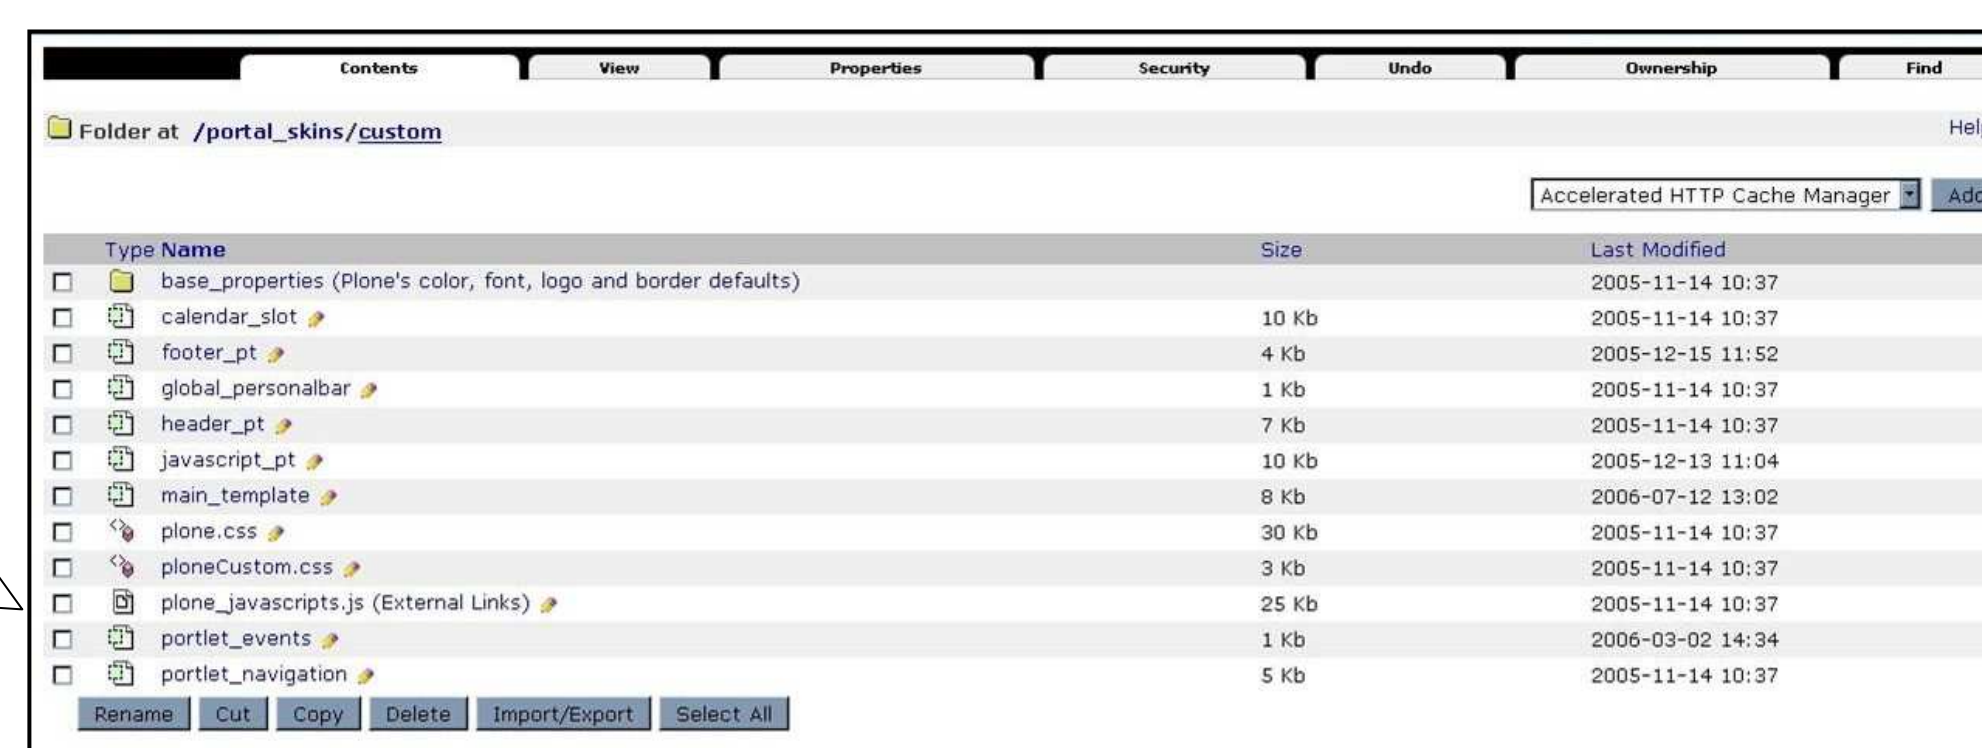 Contents View Properties Security Undo Ownership Find
Folder at /portal_skins/custom
Accelerated HTTP Cache Manager
Type Name Size Last Modified
base_properties (Plone's color, font, logo and border defaults) 2005-11-14 10:37
calendar_slot 10 Kb 2005-11-14 10:37
footer_pt 4 Kb 2005-12-15 11:52
global_personalbar 1 Kb 2005-11-14 10:37
header_pt 7 Kb 2005-11-14 10:37
javascript_pt 10 Kb 2005-12-13 11:04
main_template 8 Kb 2006-07-12 13:02
plone.css 30 Kb 2005-11-14 10:37
ploneCustom.css 3 Kb 2005-11-14 10:37
plone_javascripts.js (External Links) 25 Kb 2005-11-14 10:37
portlet_events 1 Kb 2006-03-02 14:34
portlet_navigation 5 Kb 2005-11-14 10:37
Rename Cut Copy Delete Import/Export Select All